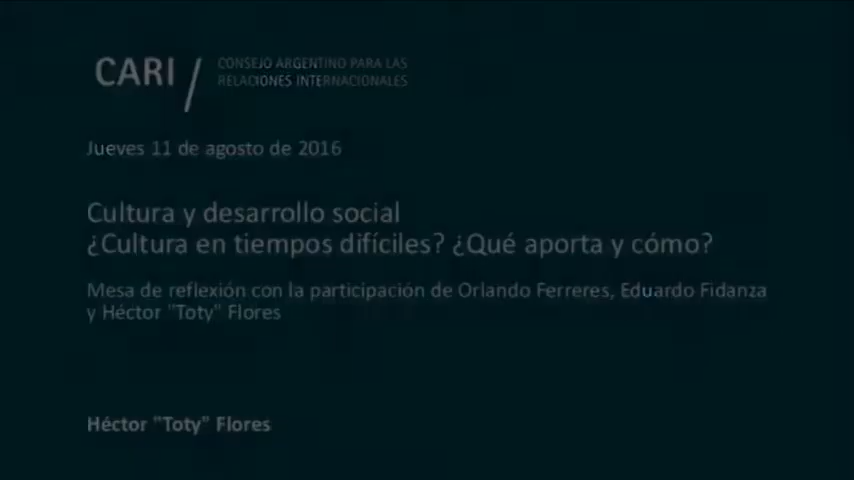 CARI
CONSEJO ARGENTINO PARA LAS
RELACIONES INTERNACIONALES
Jueves 11 de agosto de 2016
Cultura y desarrollo social
¿Cultura en tiempos difíciles? ¿Qué aporta y cómo?
Mesa de reflexión con la participación de Orlando Ferreres, Eduardo Fidanza
y Héctor "Toty" Flores
Héctor "Toty" Flores